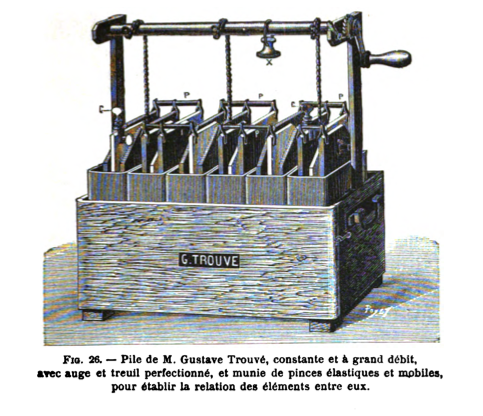 P
P
P
C
E
X
G. TROUVE
Fig. 26. — Pile de M. Gustave Trouvé, constante et à grand débit,
avec auge et treuil perfectionné, et munie de pinces élastiques et mobiles,
pour établir la relation des éléments entre eux.